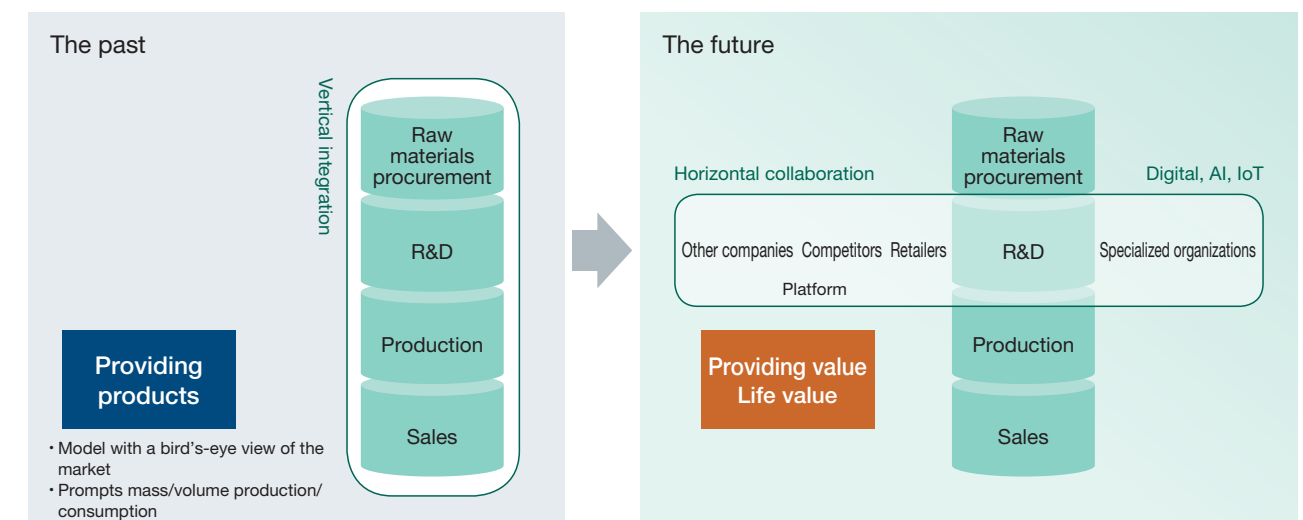 The past
Vertical integration
Raw
materials
procurement
R&D
Production
Sales
Providing
products
・Model with a bird's-eye view of the
market
・Prompts mass/volume production/
consumption
The future
Horizontal collaboration
Digital, AI, IoT
Raw
materials
procurement
Other companies Competitors Retailers
R&D
Specialized organizations
Platform
Production
Sales
Providing value
Life value